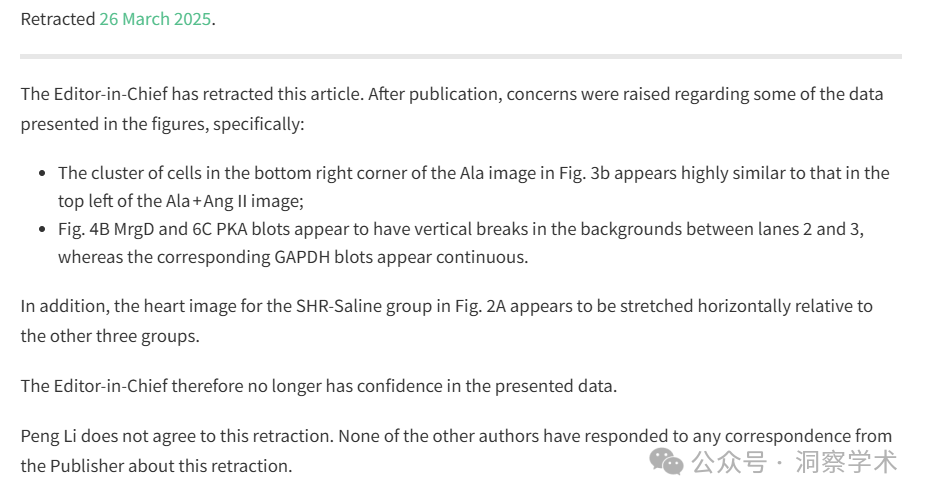 Retracted 26 March 2025.
The Editor-in-Chief has retracted this article. After publication, concerns were raised regarding some of the data
presented in the figures, specifically:
• The cluster of cells in the bottom right corner of the Ala image in Fig. 3b appears highly similar to that in the
top left of the Ala + Ang II image;
• Fig. 4B MrgD and 6C PKA blots appear to have vertical breaks in the backgrounds between lanes 2 and 3,
whereas the corresponding GAPDH blots appear continuous.
In addition, the heart image for the SHR-Saline group in Fig. 2A appears to be stretched horizontally relative to
the other three groups.
The Editor-in-Chief therefore no longer has confidence in the presented data.
Peng Li does not agree to this retraction. None of the other authors have responded to any correspondence from
the Publisher about this retraction.
公众号 · 洞察学术